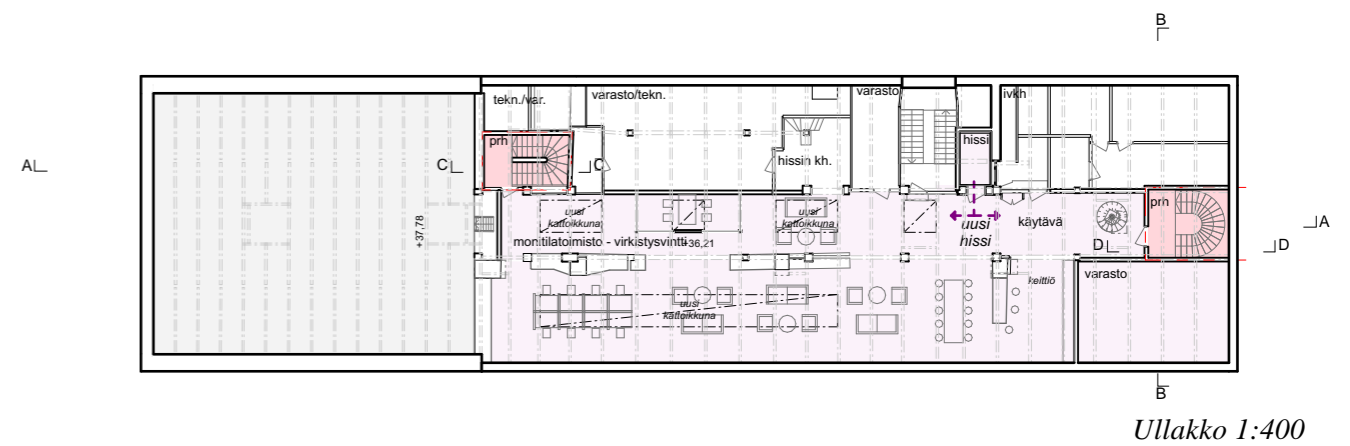 B
tekn./var.
varasto/tekn.
varasto
ivkh
prh
hissi
hissin kh.
A
C
C
+37,78
uusi
kattoikkuna
uusi
kattoikkuna
uusi
hissi
käytävä
prh
A
monitilatoimisto - virkistysvintti
+36,21
D
D
varasto
keittiö
uusi
kattoikkuna
B
Ullakko 1:400